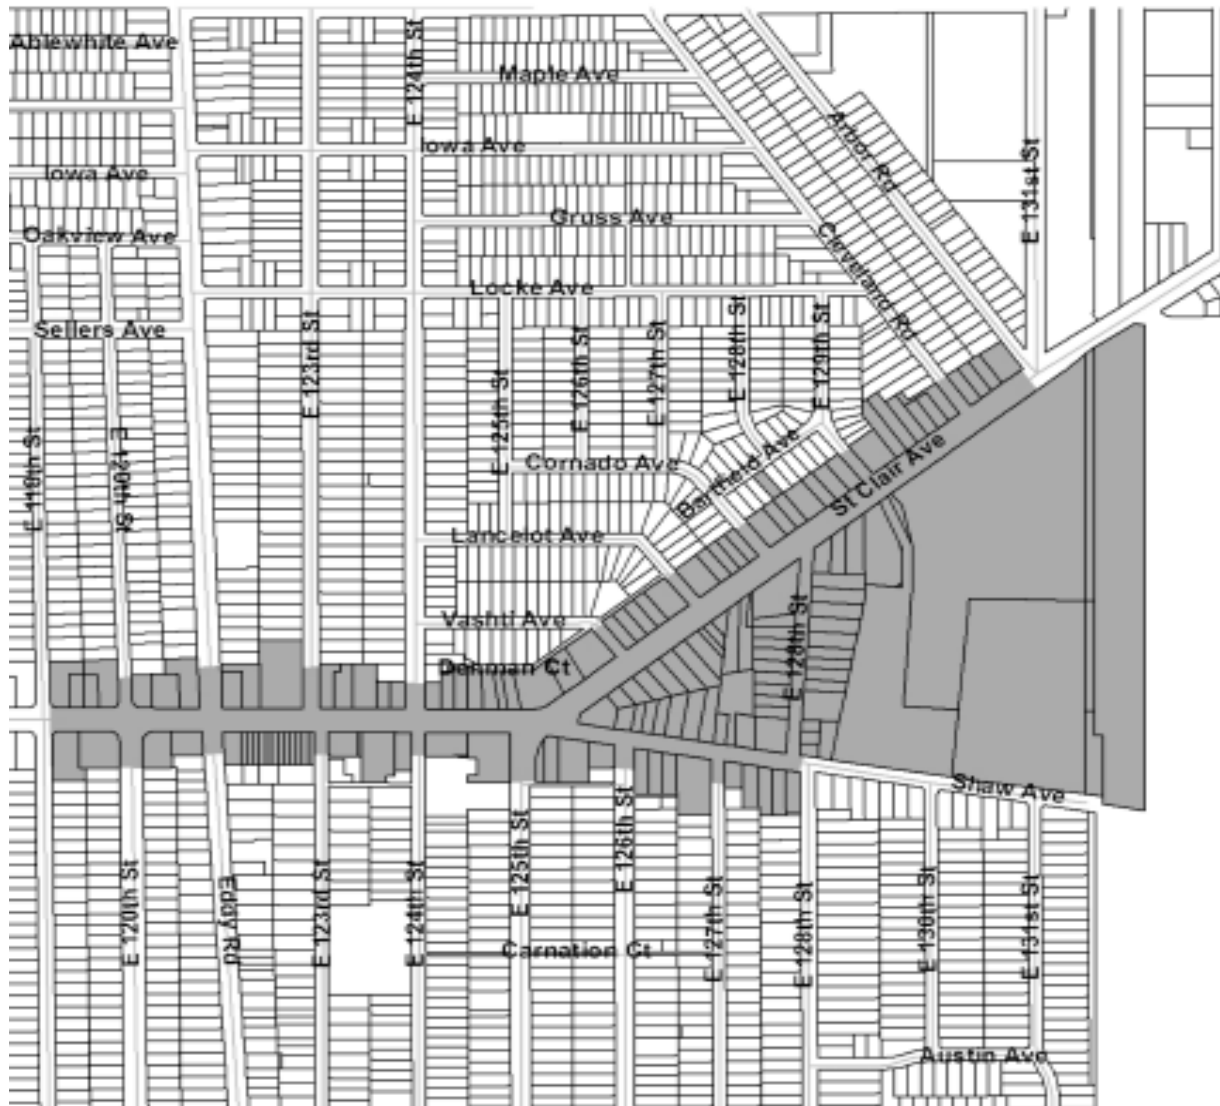 Ablewhite Ave
E 124th St
Maple Ave
Iowa Ave
Arbor Rd
Iowa Ave
E 131st St
Gruss Ave
Oakview Ave
Cleveland Rd
Locke Ave
Sellers Ave
E 123rd St
E 128th St
E 129th St
E 127th St
E 126th St
E 125th St
E 119th St
E 120th St
Cornado Ave
Dartfield Ave
St Clair Ave
Lancelot Ave
Vashti Ave
E 128th St
Denman Ct
Shaw Ave
E 120th St
Eddy Rd
E 123rd St
E 124th St
E 125th St
E 126th St
E 127th St
E 128th St
E 130th St
E 131st St
Carnation Ct
Austin Ave